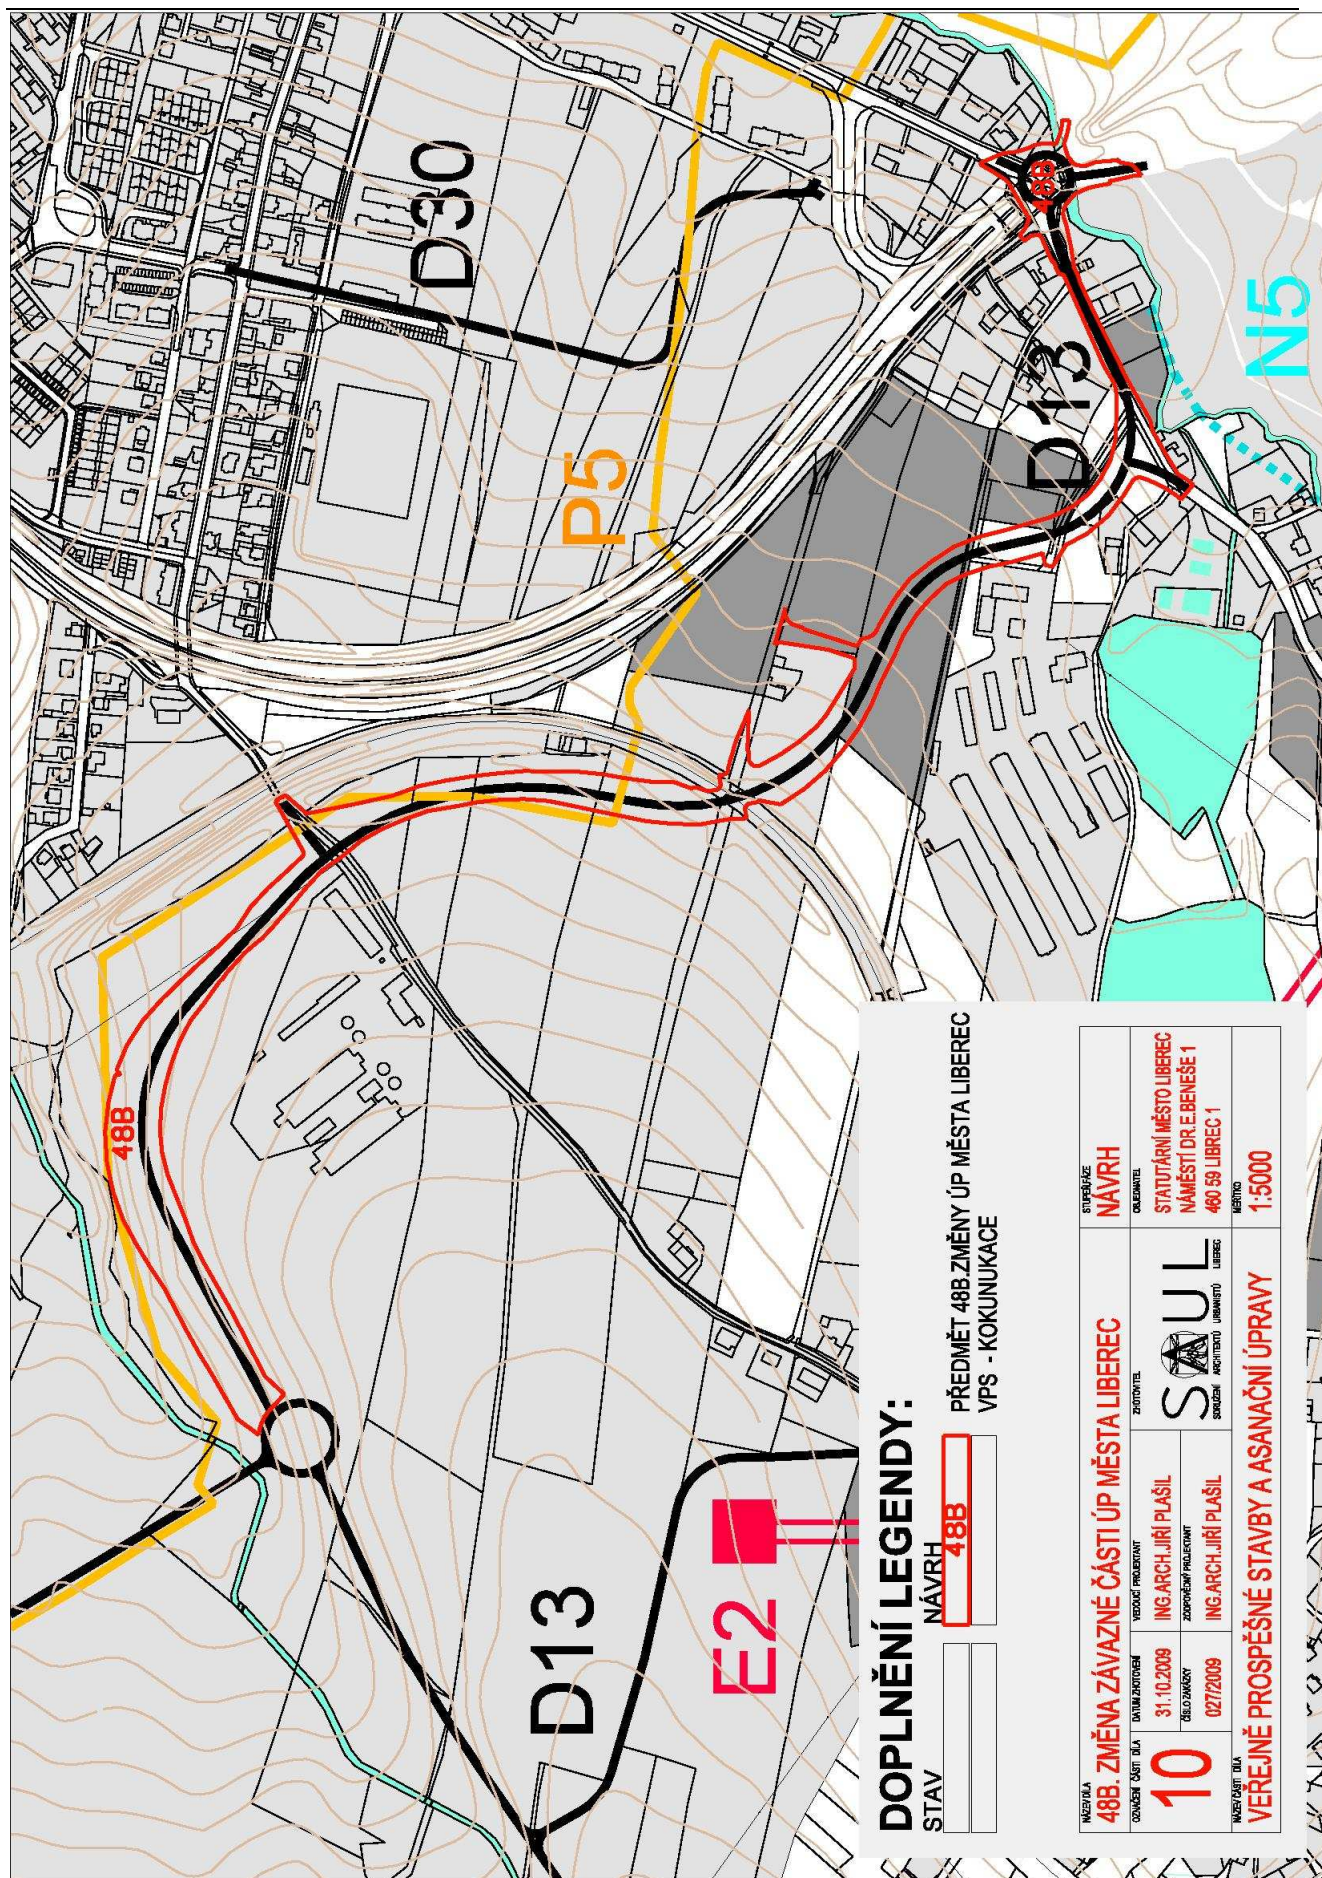 D30
P5
48B
D13
N5
48B
D13
E2
DOPLNĚNÍ LEGENDY:
STAV
NÁVRH
48B
PŘEDMĚT 48B.ZMĚNY ÚP MĚSTA LIBEREC
VPS - KOKUNUKACE
NÁZEV DÍLA
48B. ZMĚNA ZÁVAZNÉ ČÁSTI ÚP MĚSTA LIBEREC
STUPEŇ/FÁZE
NÁVRH
OZNAČENÍ ČÁSTI DÍLA
10
DATUM ZHOTOVENÍ
31.10.2009
VEDOUCÍ PROJEKTANT
ING.ARCH.JIŘÍ PLAŠIL
ČÍSLO ZAKÁZKY
027/2009
ZODPOVĚDNÝ PROJEKTANT
ING.ARCH.JIŘÍ PLAŠIL
ZHOTOVITEL
SAUL
SDRUŽENÍ ARCHITEKTŮ URBANISTŮ LIBEREC
OBJEDNATEL
STATUTÁRNÍ MĚSTO LIBEREC
NÁMĚSTÍ DR.E.BENEŠE 1
460 59 LIBREC 1
NÁZEV ČÁSTI DÍLA
VEŘEJNĚ PROSPĚŠNÉ STAVBY A ASANAČNÍ ÚPRAVY
MĚŘÍTKO
1:5000